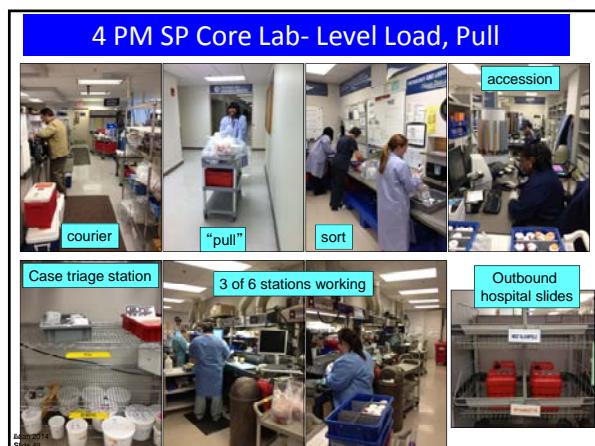 4 PM SP Core Lab- Level Load, Pull
courier
“pull”
sort
accession
Case triage station
3 of 6 stations working
Outbound
hospital slides
2014